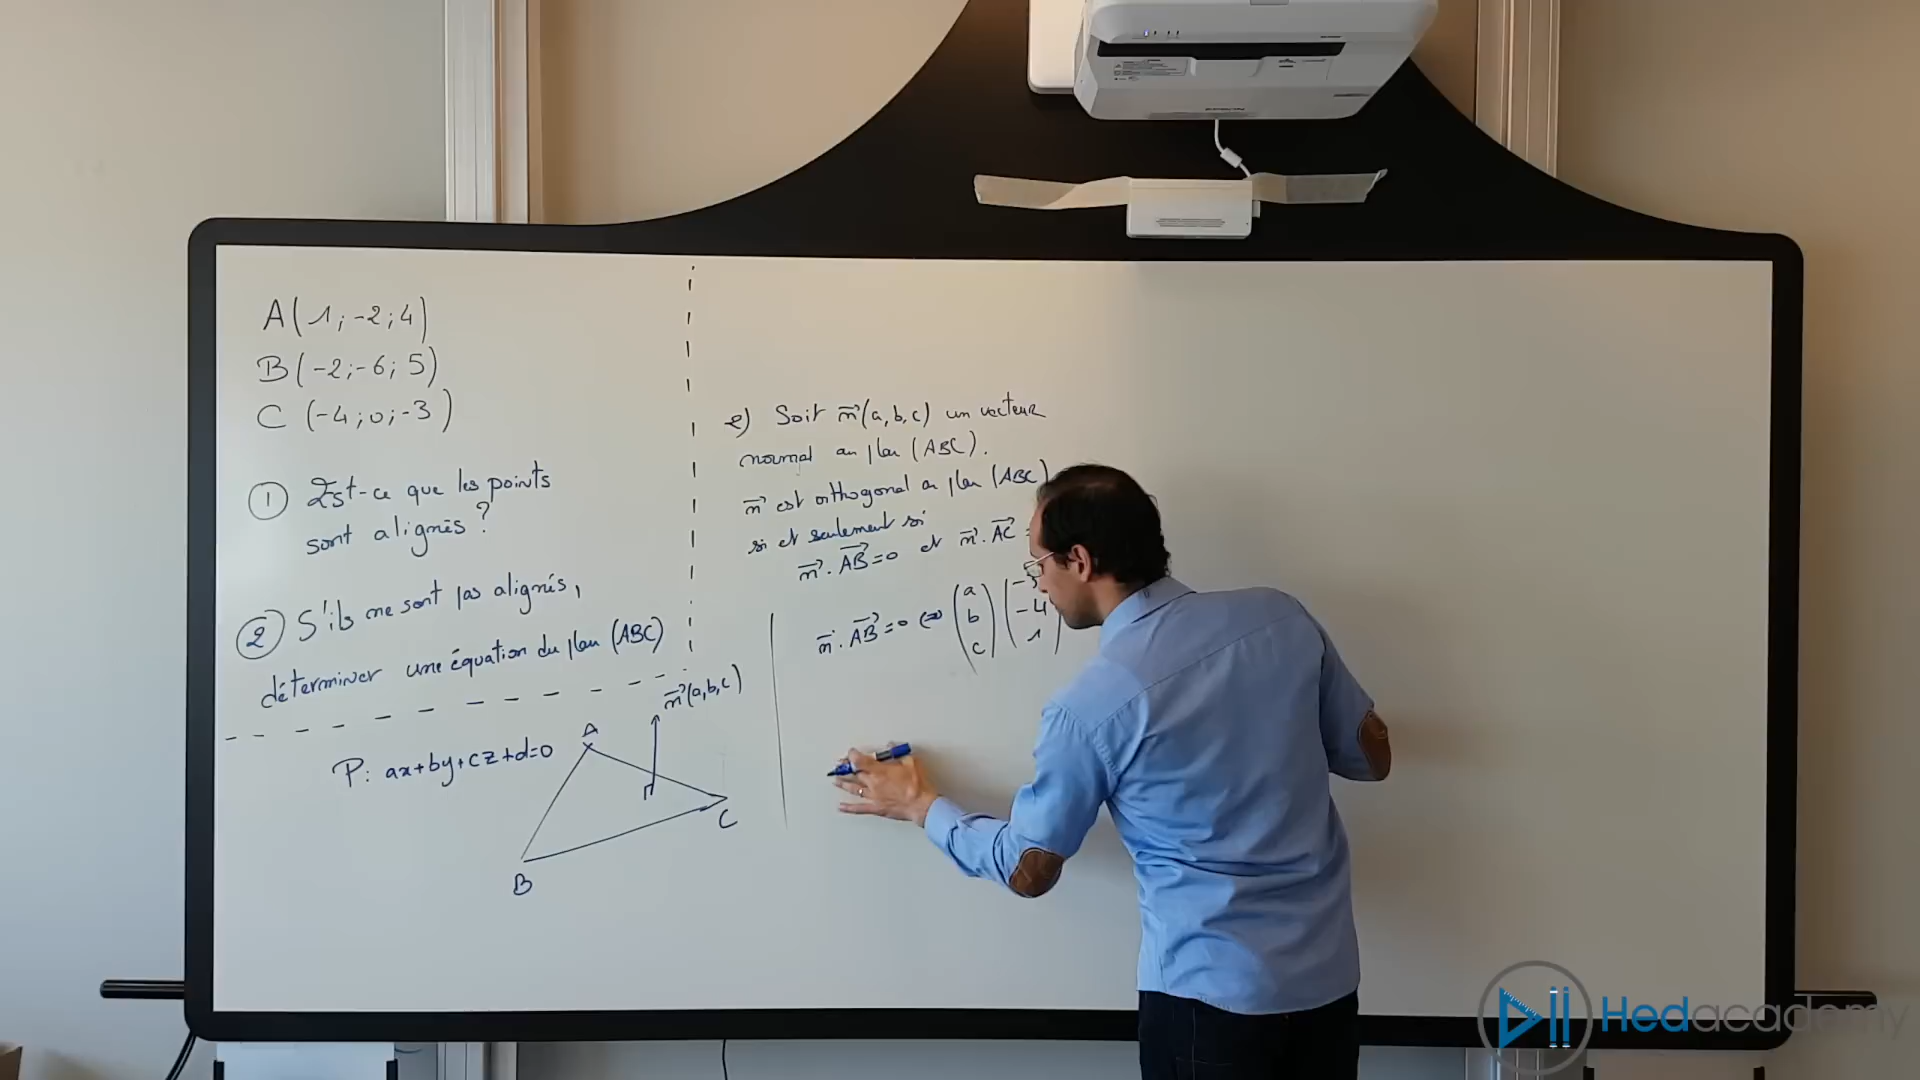 A(1;-2;4)
B(-2;-6;5)
C(-4;0;-3)
① Est-ce que les points
sont alignés?
② S'ils ne sont pas alignés,
déterminer une équation du plan (ABC)
P: ax+by+cz+d=0
A
n⃗(a,b,c)
C
B
2) Soit n⃗(a,b,c) un vecteur
normal au plan (ABC).
n⃗ est orthogonal au plan (ABC)
si et seulement si
n⃗.AB⃗=0 et n⃗.AC⃗ =
n⃗.AB⃗=0 ⇔ (a b c) (-3 -4 1)
Hedacademy